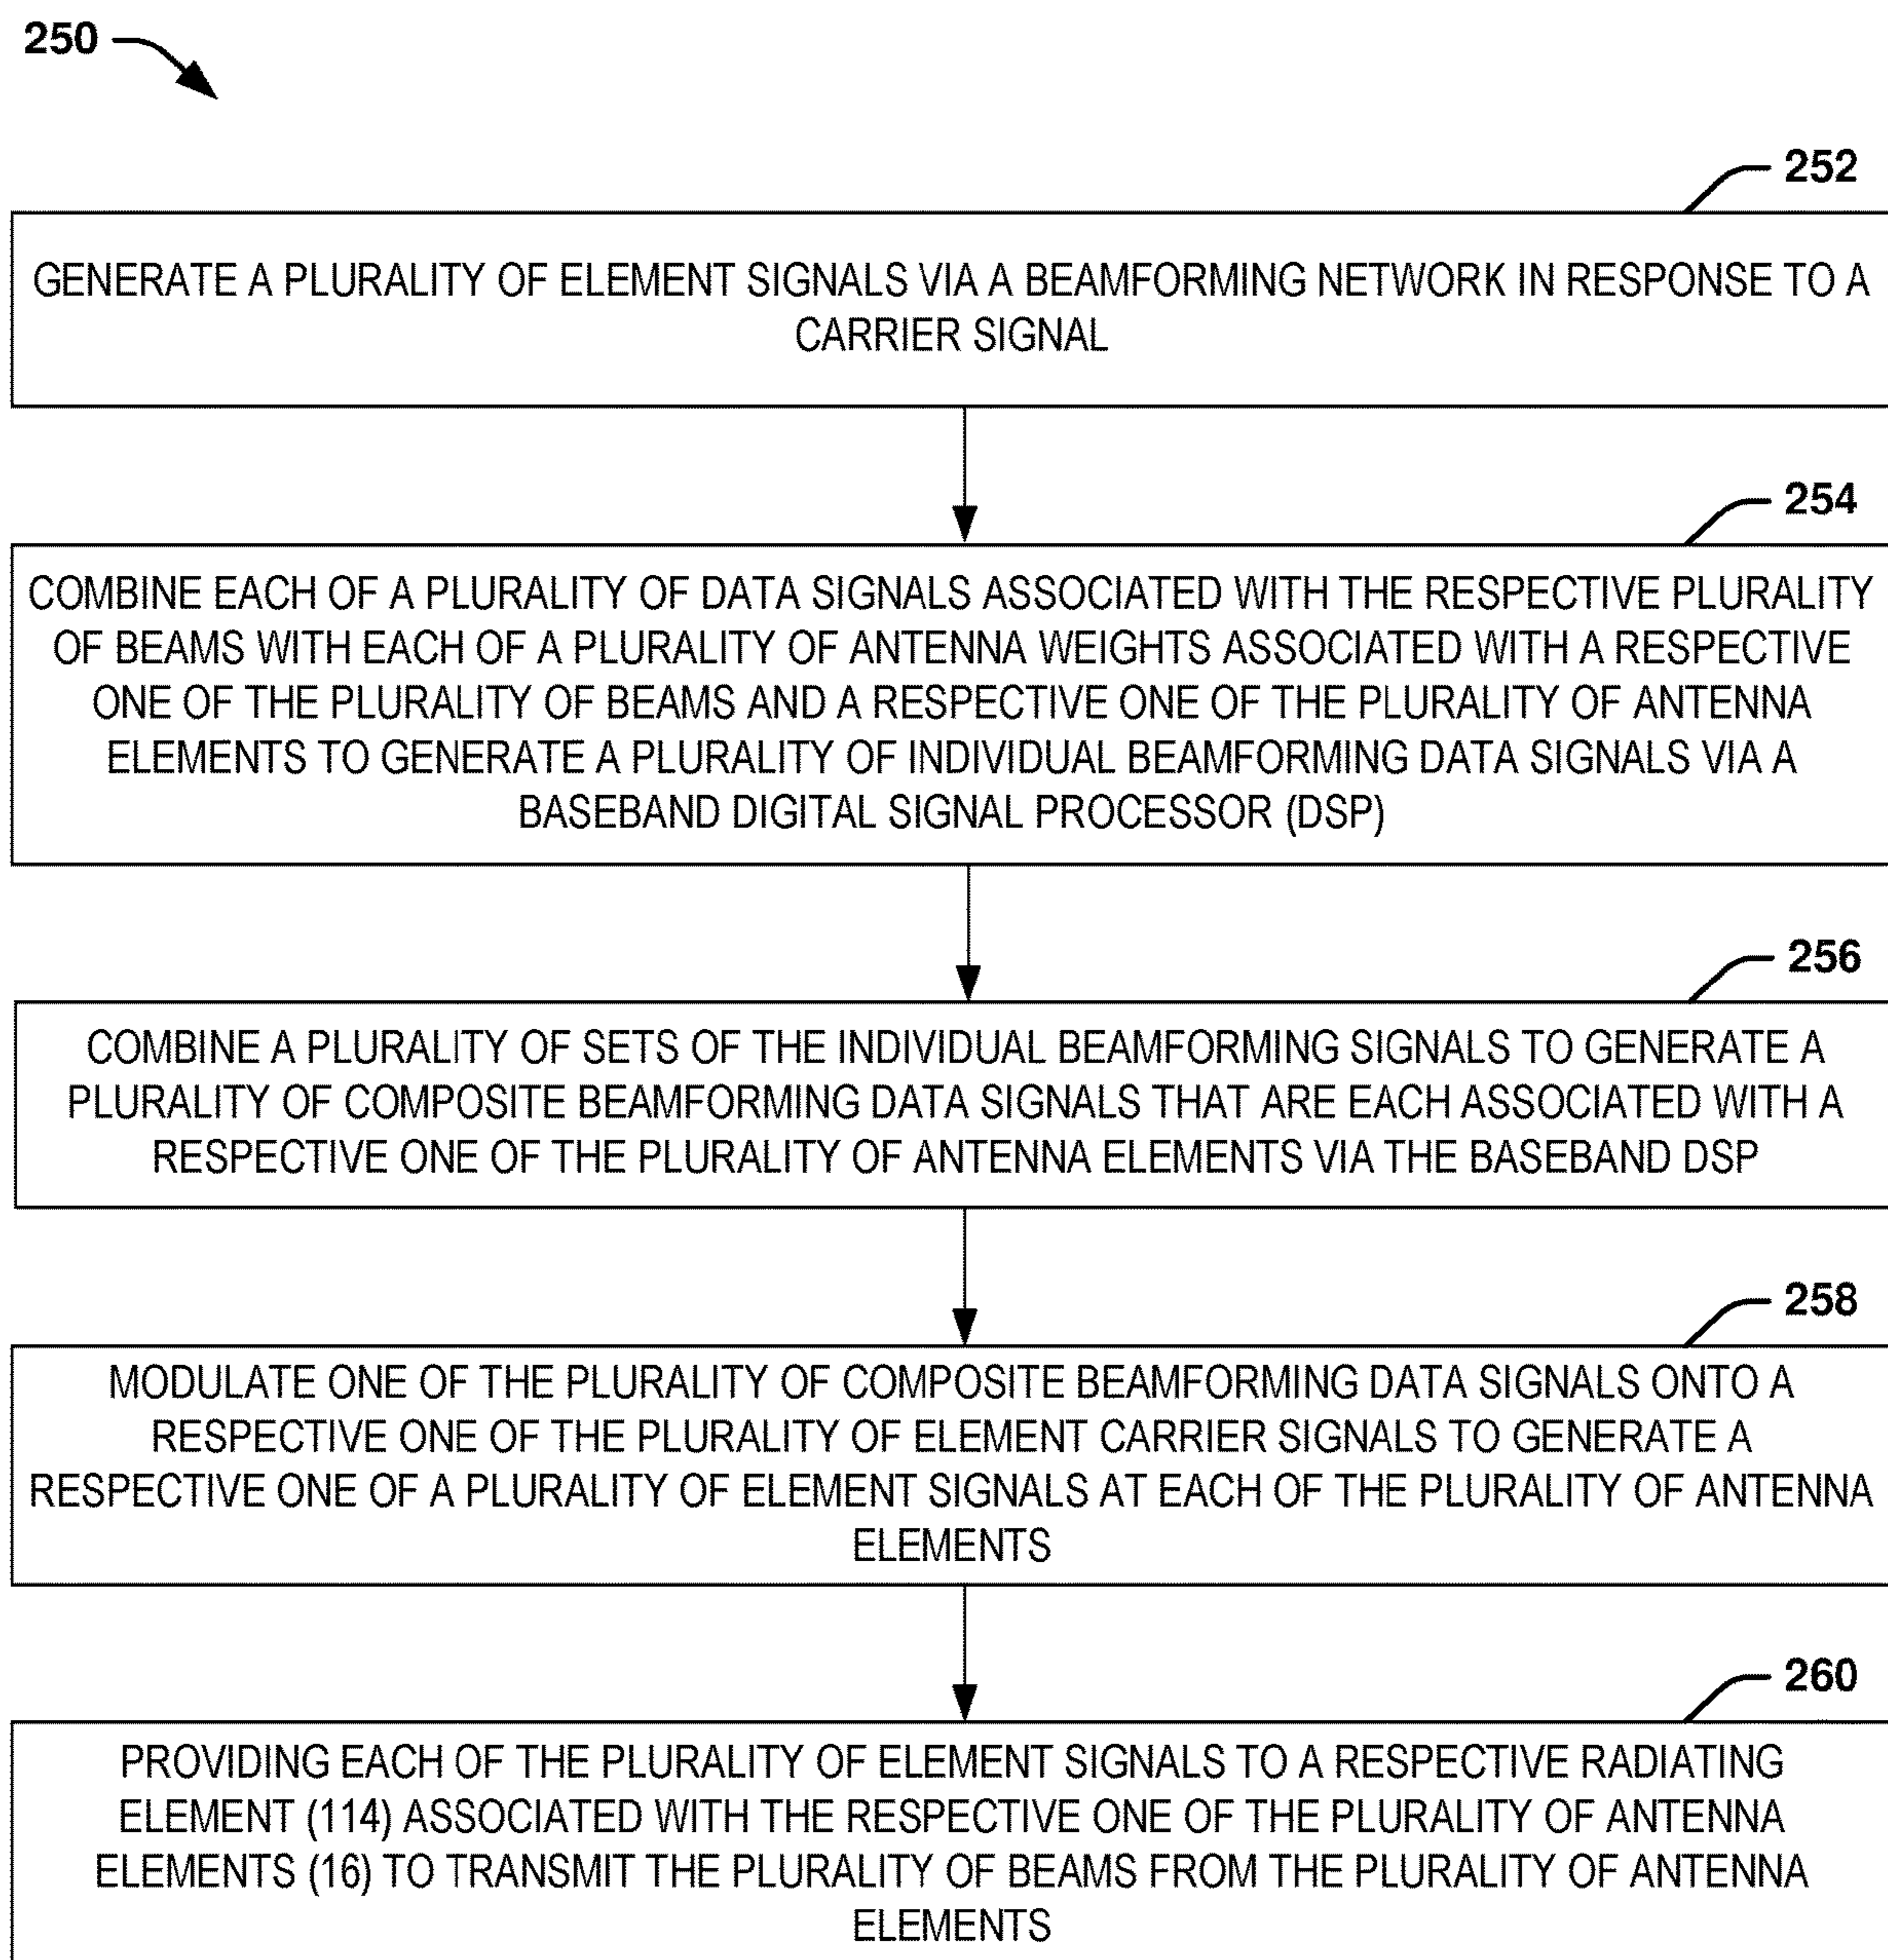 250
252
GENERATE A PLURALITY OF ELEMENT SIGNALS VIA A BEAMFORMING NETWORK IN RESPONSE TO A
CARRIER SIGNAL
254
COMBINE EACH OF A PLURALITY OF DATA SIGNALS ASSOCIATED WITH THE RESPECTIVE PLURALITY
OF BEAMS WITH EACH OF A PLURALITY OF ANTENNA WEIGHTS ASSOCIATED WITH A RESPECTIVE
ONE OF THE PLURALITY OF BEAMS AND A RESPECTIVE ONE OF THE PLURALITY OF ANTENNA
ELEMENTS TO GENERATE A PLURALITY OF INDIVIDUAL BEAMFORMING DATA SIGNALS VIA A
BASEBAND DIGITAL SIGNAL PROCESSOR (DSP)
256
COMBINE A PLURALITY OF SETS OF THE INDIVIDUAL BEAMFORMING SIGNALS TO GENERATE A
PLURALITY OF COMPOSITE BEAMFORMING DATA SIGNALS THAT ARE EACH ASSOCIATED WITH A
RESPECTIVE ONE OF THE PLURALITY OF ANTENNA ELEMENTS VIA THE BASEBAND DSP
258
MODULATE ONE OF THE PLURALITY OF COMPOSITE BEAMFORMING DATA SIGNALS ONTO A
RESPECTIVE ONE OF THE PLURALITY OF ELEMENT CARRIER SIGNALS TO GENERATE A
RESPECTIVE ONE OF A PLURALITY OF ELEMENT SIGNALS AT EACH OF THE PLURALITY OF ANTENNA
ELEMENTS
260
PROVIDING EACH OF THE PLURALITY OF ELEMENT SIGNALS TO A RESPECTIVE RADIATING
ELEMENT (114) ASSOCIATED WITH THE RESPECTIVE ONE OF THE PLURALITY OF ANTENNA
ELEMENTS (16) TO TRANSMIT THE PLURALITY OF BEAMS FROM THE PLURALITY OF ANTENNA
ELEMENTS